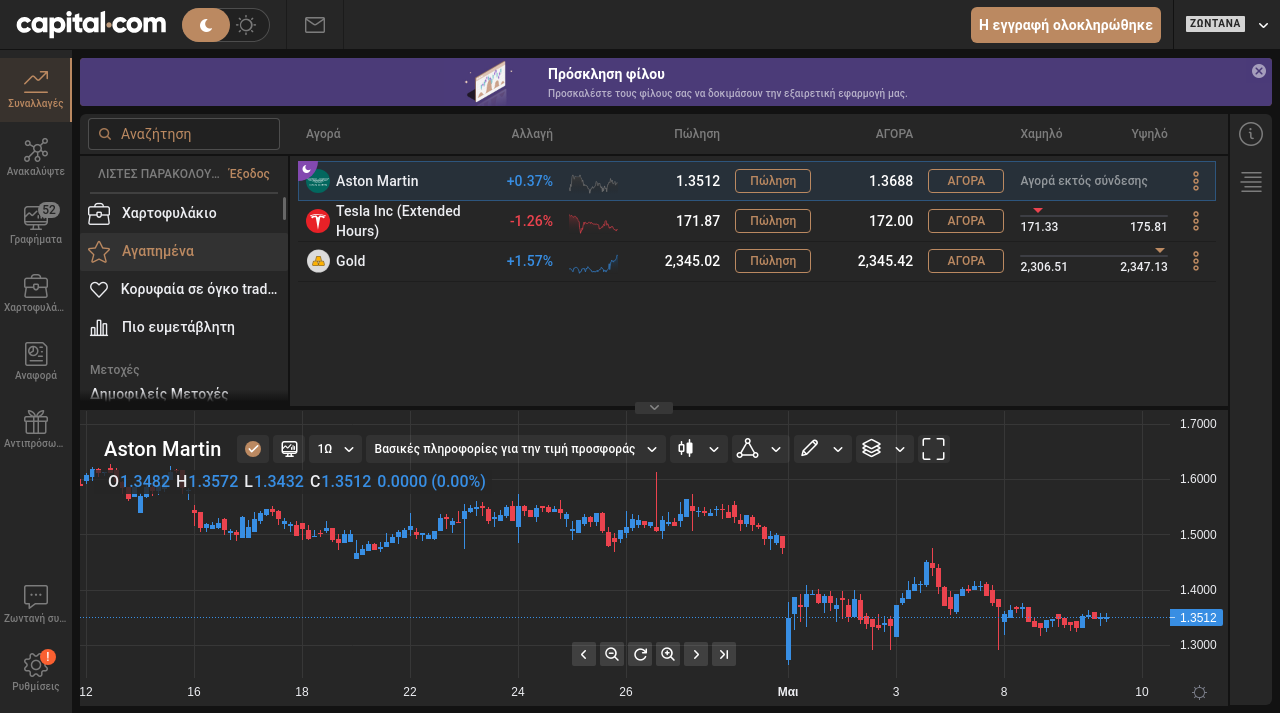 capital.com
Η εγγραφή ολοκληρώθηκε
ΖΩΝΤΑΝΑ
Συναλλαγές
Ανακαλύψτε
52
Γραφήματα
Χαρτοφυλά...
Αναφορά
Αντιπρόσω...
Ζωντανή συ...
!
Ρυθμίσεις
Πρόσκληση φίλου
Προσκαλέστε τους φίλους σας να δοκιμάσουν την εξαιρετική εφαρμογή μας.
Αναζήτηση
ΛΙΣΤΕΣ ΠΑΡΑΚΟΛΟΥ... Έξοδος
Χαρτοφυλάκιο
Αγαπημένα
Κορυφαία σε όγκο trad...
Πιο ευμετάβλητη
Μετοχές
Δημοφιλείς Μετοχές
Αγορά Αλλαγή Πώληση ΑΓΟΡΑ Χαμηλό Υψηλό
Aston Martin +0.37% 1.3512 Πώληση 1.3688 ΑΓΟΡΑ Αγορά εκτός σύνδεσης
Tesla Inc (Extended
Hours) -1.26% 171.87 Πώληση 172.00 ΑΓΟΡΑ 171.33 175.81
Gold +1.57% 2,345.02 Πώληση 2,345.42 ΑΓΟΡΑ 2,306.51 2,347.13
Aston Martin 1Ω Βασικές πληροφορίες για την τιμή προσφοράς
O1.3482 H1.3572 L1.3432 C1.3512 0.0000 (0.00%)
1.7000
1.6000
1.5000
1.4000
1.3512
1.3000
12 16 18 22 24 26 Μαι 3 8 10